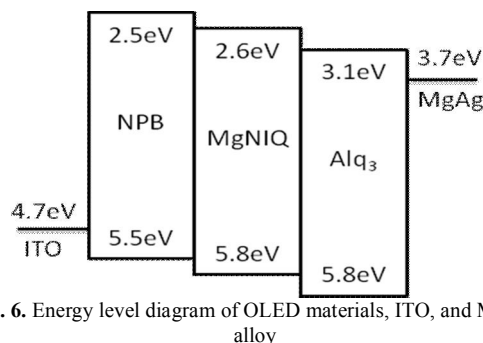 2.5eV
2.6eV
3.1eV
3.7eV
MgAg
NPB
MgNIQ
Alq₃
4.7eV
ITO
5.5eV
5.8eV
5.8eV
. 6. Energy level diagram of OLED materials, ITO, and M
alloy